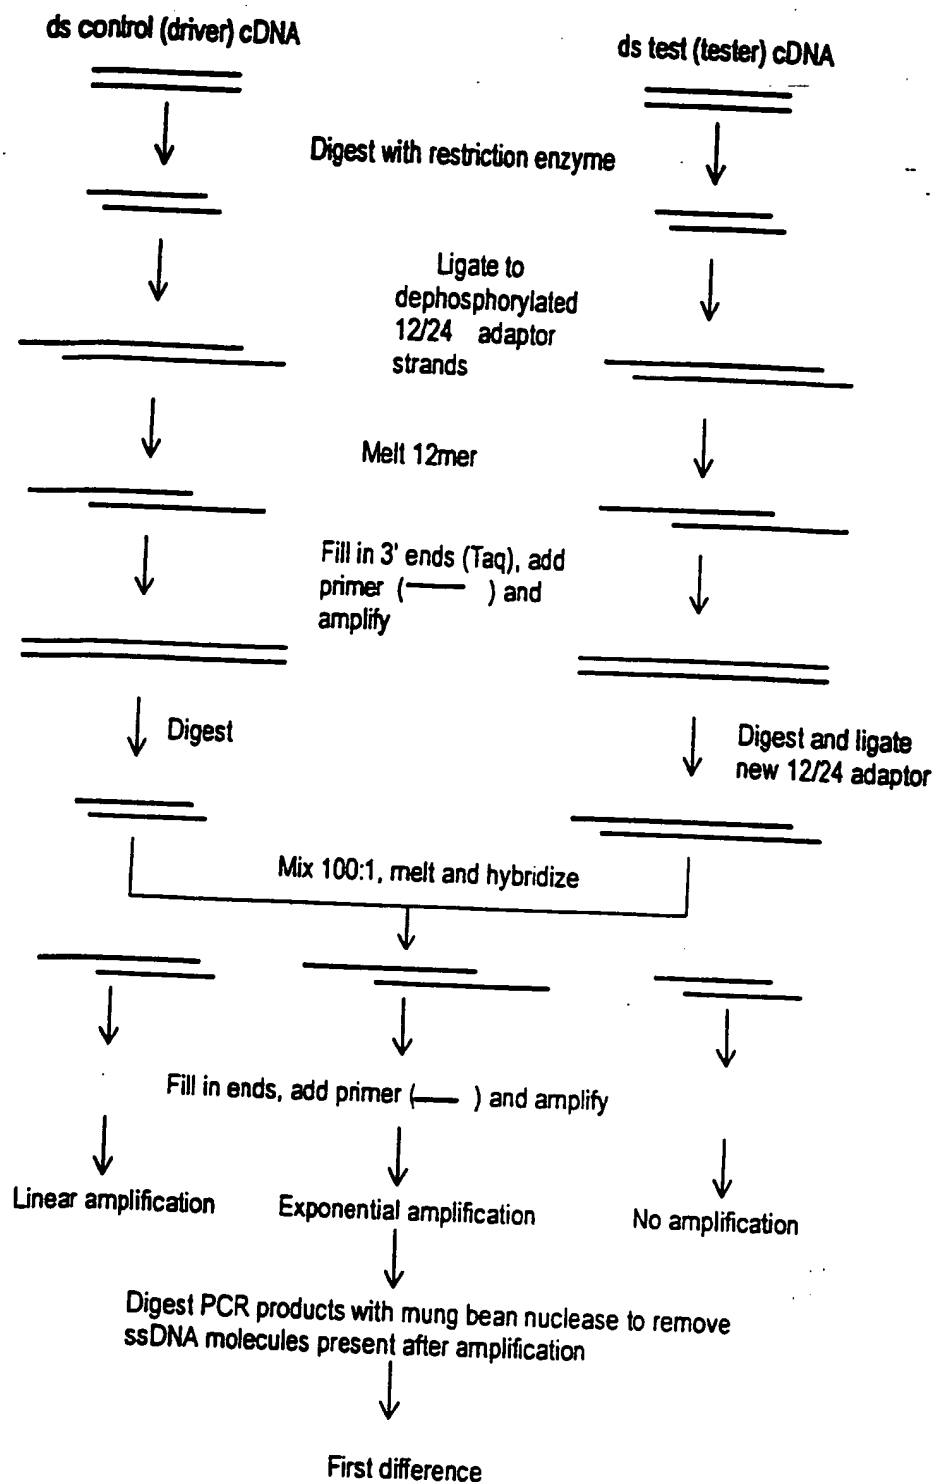 ds control (driver) cDNA
ds test (tester) cDNA
Digest with restriction enzyme
Ligate to
dephosphorylated
12/24 adaptor
strands
Melt 12mer
Fill in 3' ends (Taq), add
primer ( ) and
amplify
Digest
Digest and ligate
new 12/24 adaptor
Mix 100:1, melt and hybridize
Fill in ends, add primer ( ) and amplify
Linear amplification
Exponential amplification
No amplification
Digest PCR products with mung bean nuclease to remove
ssDNA molecules present after amplification
First difference